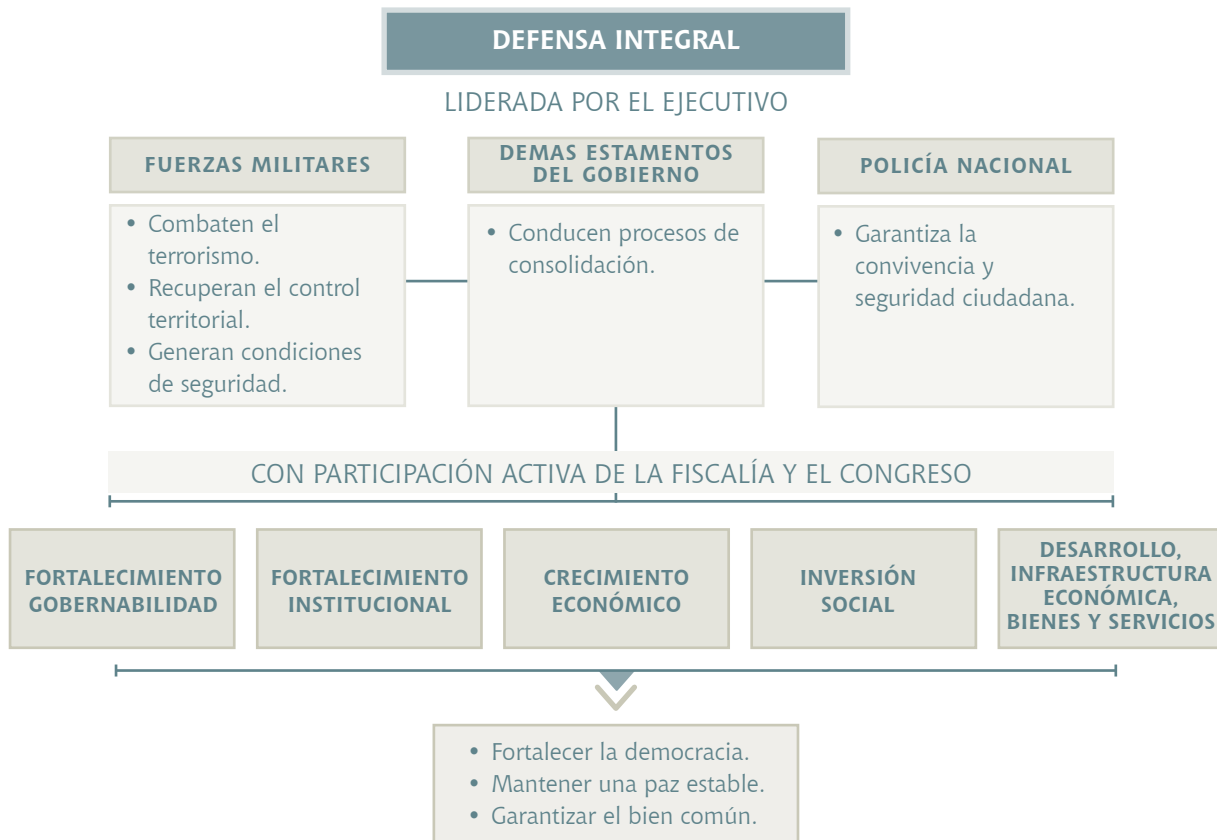 DEFENSA INTEGRAL
LIDERADA POR EL EJECUTIVO
FUERZAS MILITARES
• Combaten el
terrorismo.
• Recuperan el control
territorial.
• Generan condiciones
de seguridad.
DEMAS ESTAMENTOS
DEL GOBIERNO
• Conducen procesos de
consolidación.
POLICÍA NACIONAL
• Garantiza la
convivencia y
seguridad ciudadana.
CON PARTICIPACIÓN ACTIVA DE LA FISCALÍA Y EL CONGRESO
FORTALECIMIENTO
GOBERNABILIDAD
FORTALECIMIENTO
INSTITUCIONAL
CRECIMIENTO
ECONÓMICO
INVERSIÓN
SOCIAL
DESARROLLO,
INFRAESTRUCTURA
ECONÓMICA,
BIENES Y SERVICIOS
• Fortalecer la democracia.
• Mantener una paz estable.
• Garantizar el bien común.